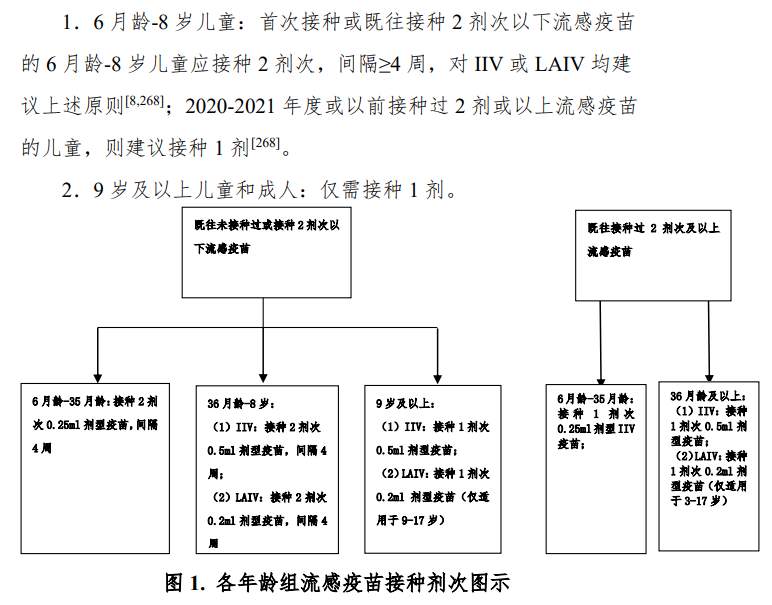 1. 6 月龄-8 岁儿童：首次接种或既往接种 2 剂次以下流感疫苗
的 6 月龄-8 岁儿童应接种 2 剂次，间隔≥4 周，对 IIV 或 LAIV 均建
议上述原则[8,268]；2020-2021 年度或以前接种过 2 剂或以上流感疫苗
的儿童，则建议接种 1 剂[268]。
2. 9 岁及以上儿童和成人：仅需接种 1 剂。
既往未接种过或接种 2 剂次以
下流感疫苗
既往接种过 2 剂次及以上
流感疫苗
6 月龄-35 月龄：接种 2 剂
次 0.25ml 剂型疫苗，间隔
4 周
36 月龄-8 岁：
（1）IIV：接种 2 剂次
0.5ml 剂型疫苗，间隔 4
周；
（2）LAIV：接种 2 剂次
0.2ml 剂型疫苗，间隔 4
周
9 岁及以上：
（1）IIV：接种 1 剂次
0.5ml 剂型疫苗；
（2）LAIV：接种 1 剂次
0.2ml 剂型疫苗（仅适
用于 9-17 岁）
6 月龄-35 月龄：
接种 1 剂次
0.25ml 剂型 IIV
疫苗；
36 月龄及以上：
（1）IIV：接种
1 剂次 0.5ml 剂
型疫苗；
（2）LAIV：接种
1 剂次 0.2ml 剂
型疫苗（仅适用
于 3-17 岁）
图 1. 各年龄组流感疫苗接种剂次图示